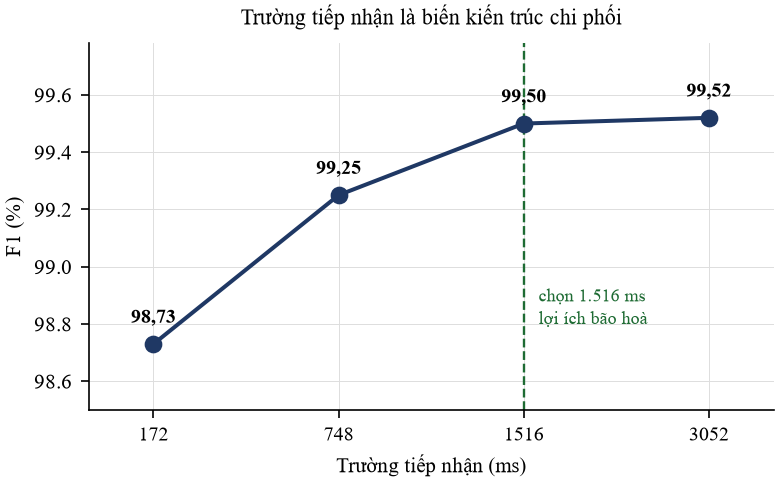 Trường tiếp nhận là biến kiến trúc chi phối
F1 (%)
99.6
99.4
99.2
99.0
98.8
98.6
98,73
99,25
99,50
99,52
chọn 1.516 ms
lợi ích bão hoà
172
748
1516
3052
Trường tiếp nhận (ms)